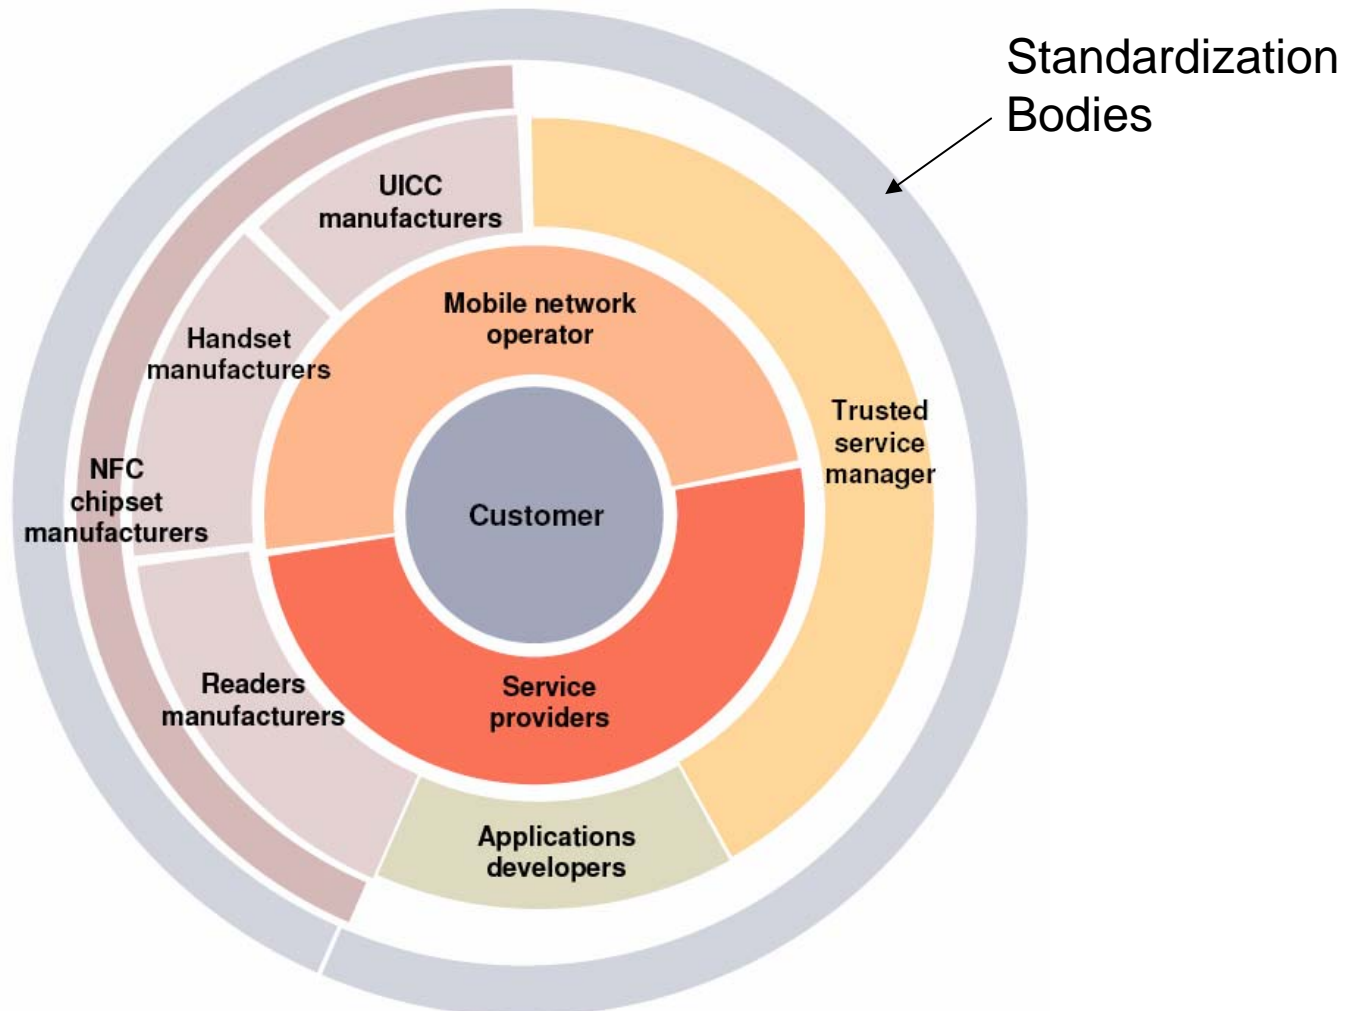 Standardization
Bodies
UICC
manufacturers
Mobile network
operator
Handset
manufacturers
Trusted
service
manager
NFC
chipset
manufacturers
Customer
Readers
manufacturers
Service
providers
Applications
developers